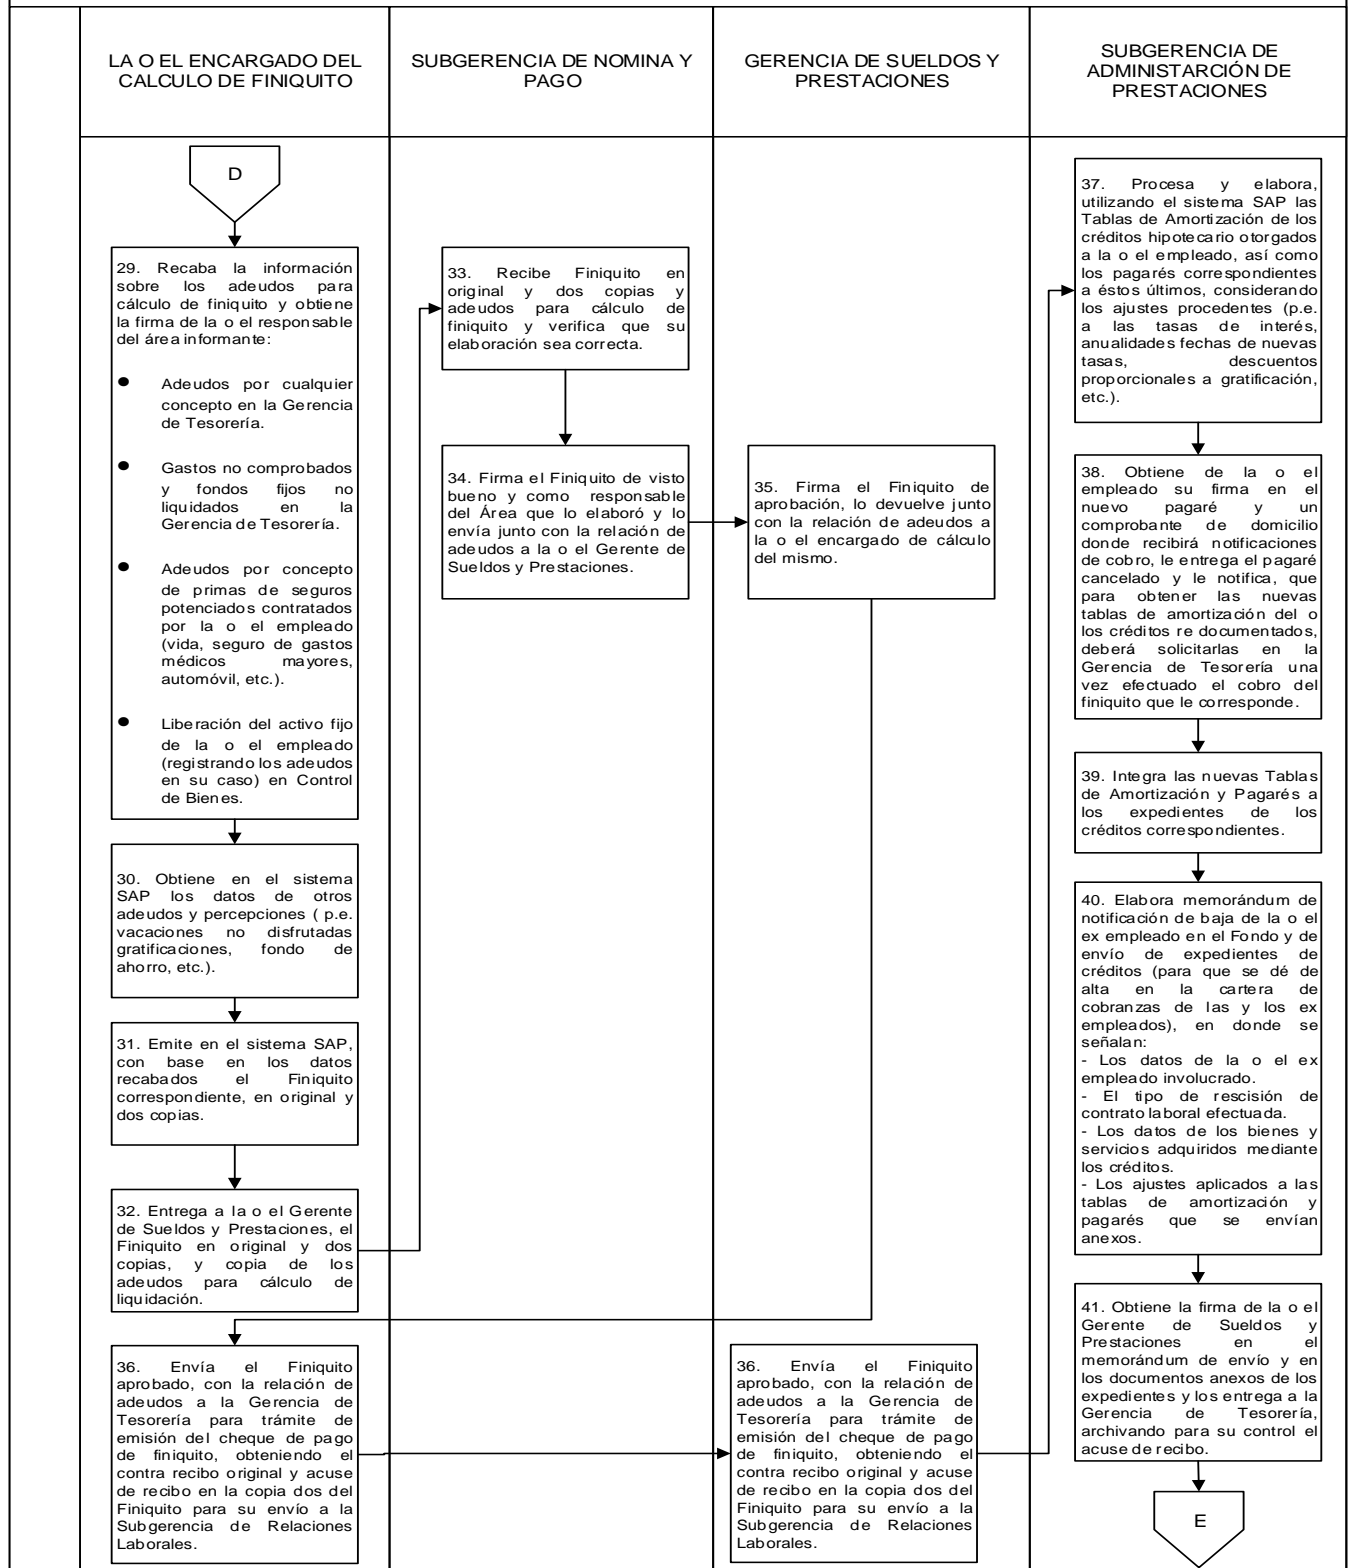 LA O EL ENCARGADO DEL
CALCULO DE FINIQUITO
SUBGERENCIA DE NOMINA Y
PAGO
GERENCIA DE SUELDOS Y
PRESTACIONES
SUBGERENCIA DE
ADMINISTARCIÓN DE
PRESTACIONES
D
29. Recaba la información
sobre los adeudos para
cálculo de finiquito y obtiene
la firma de la o el responsable
del área informante:
● Adeudos por cualquier
concepto en la Gerencia
de Tesorería.
● Gastos no comprobados
y fondos fijos no
liquidados en la
Gerencia de Tesorería.
● Adeudos por concepto
de primas de seguros
potenciados contratados
por la o el empleado
(vida, seguro de gastos
médicos mayores,
automóvil, etc.).
● Liberación del activo fijo
de la o el empleado
(registrando los adeudos
en su caso) en Control
de Bienes.
30. Obtiene en el sistema
SAP los datos de otros
adeudos y percepciones ( p.e.
vacaciones no disfrutadas
gratificaciones, fondo de
ahorro, etc.).
31. Emite en el sistema SAP,
con base en los datos
recabados el Finiquito
correspondiente, en original y
dos copias.
32. Entrega a la o el Gerente
de Sueldos y Prestaciones, el
Finiquito en original y dos
copias, y copia de los
adeudos para cálculo de
liquidación.
36. Envía el Finiquito
aprobado, con la relación de
adeudos a la Gerencia de
Tesorería para trámite de
emisión del cheque de pago
de finiquito, obteniendo el
contra recibo original y acuse
de recibo en la copia dos del
Finiquito para su envío a la
Subgerencia de Relaciones
Laborales.
33. Recibe Finiquito en
original y dos copias y
adeudos para cálculo de
finiquito y verifica que su
elaboración sea correcta.
34. Firma el Finiquito de visto
bueno y como responsable
del Área que lo elaboró y lo
envía junto con la relación de
adeudos a la o el Gerente de
Sueldos y Prestaciones.
35. Firma el Finiquito de
aprobación, lo devuelve junto
con la relación de adeudos a
la o el encargado de cálculo
del mismo.
36. Envía el Finiquito
aprobado, con la relación de
adeudos a la Gerencia de
Tesorería para trámite de
emisión del cheque de pago
de finiquito, obteniendo el
contra recibo original y acuse
de recibo en la copia dos del
Finiquito para su envío a la
Subgerencia de Relaciones
Laborales.
37. Procesa y elabora,
utilizando el sistema SAP las
Tablas de Amortización de los
créditos hipotecario otorgados
a la o el empleado, así como
los pagarés correspondientes
a éstos últimos, considerando
los ajustes procedentes (p.e.
a las tasas de interés,
anualidades fechas de nuevas
tasas, descuentos
proporcionales a gratificación,
etc.).
38. Obtiene de la o el
empleado su firma en el
nuevo pagaré y un
comprobante de domicilio
donde recibirá notificaciones
de cobro, le entrega el pagaré
cancelado y le notifica, que
para obtener las nuevas
tablas de amortización del o
los créditos re documentados,
deberá solicitarlas en la
Gerencia de Tesorería una
vez efectuado el cobro del
finiquito que le corresponde.
39. Integra las nuevas Tablas
de Amortización y Pagarés a
los expedientes de los
créditos correspondientes.
40. Elabora memorándum de
notificación de baja de la o el
ex empleado en el Fondo y de
envío de expedientes de
créditos (para que se dé de
alta en la cartera de
cobranzas de las y los ex
empleados), en donde se
señalan:
- Los datos de la o el ex
empleado involucrado.
- El tipo de rescisión de
contrato laboral efectuada.
- Los datos de los bienes y
servicios adquiridos mediante
los créditos.
- Los ajustes aplicados a las
tablas de amortización y
pagarés que se envían
anexos.
41. Obtiene la firma de la o el
Gerente de Sueldos y
Prestaciones en el
memorándum de envío y en
los documentos anexos de los
expedientes y los entrega a la
Gerencia de Tesorería,
archivando para su control el
acuse de recibo.
E